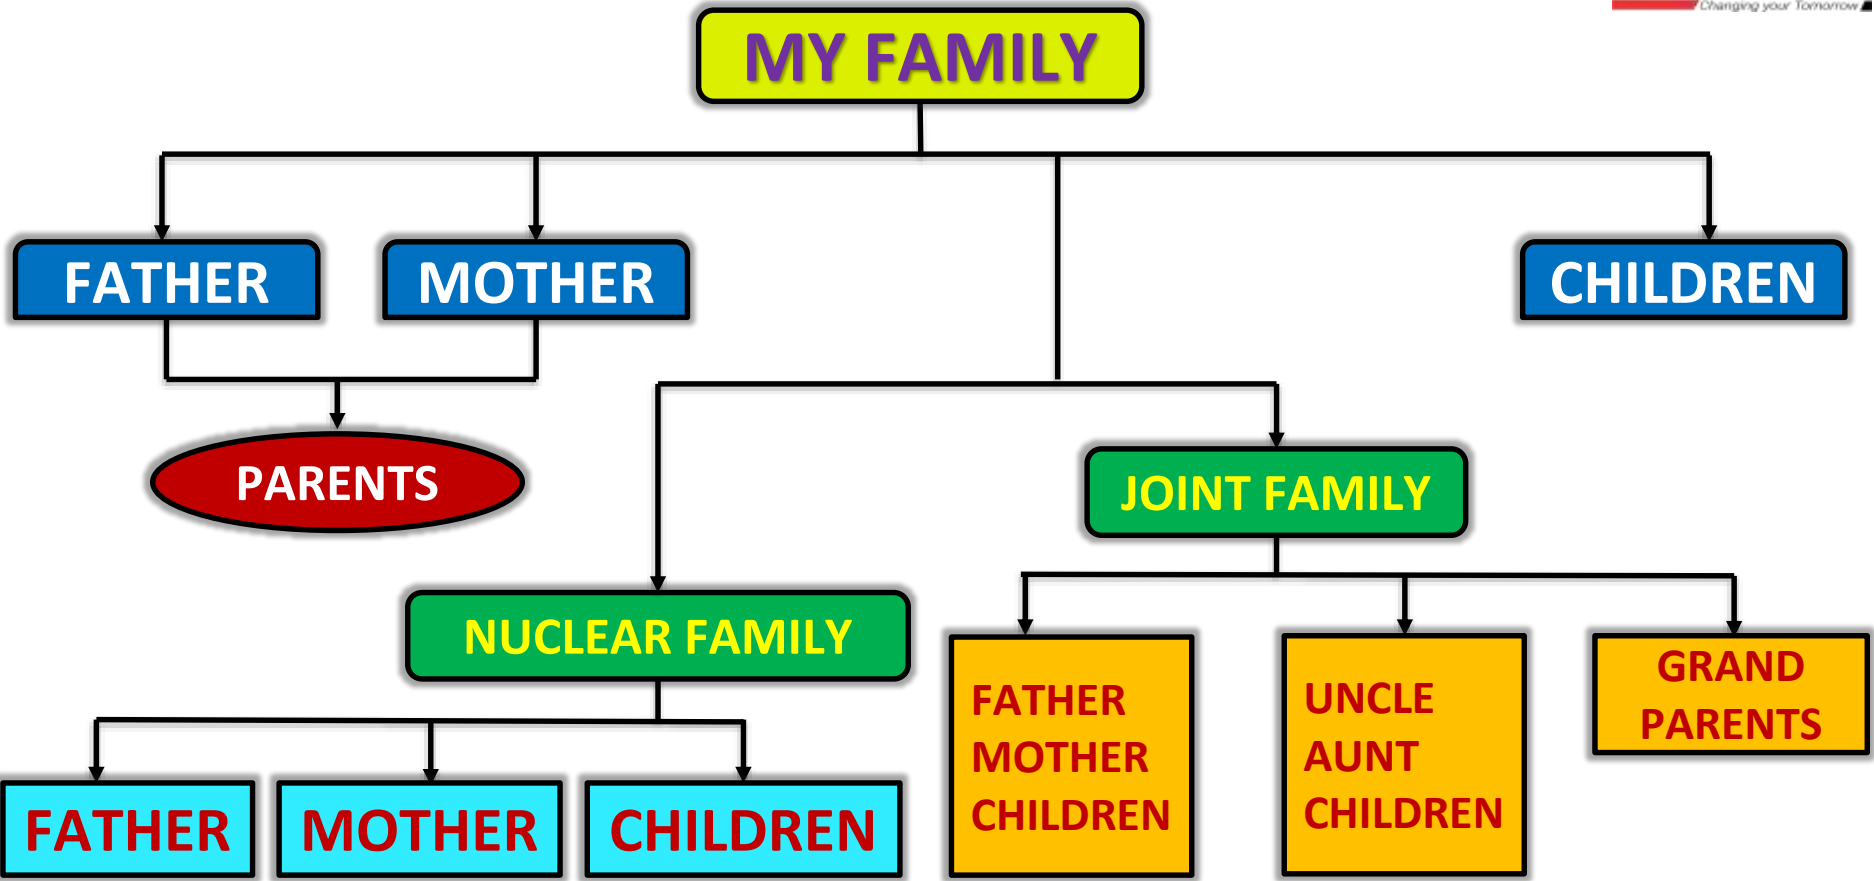 Changing your Tomorrow
MY FAMILY
FATHER
MOTHER
CHILDREN
PARENTS
JOINT FAMILY
NUCLEAR FAMILY
FATHER
MOTHER
CHILDREN
UNCLE
AUNT
CHILDREN
GRAND
PARENTS
FATHER
MOTHER
CHILDREN